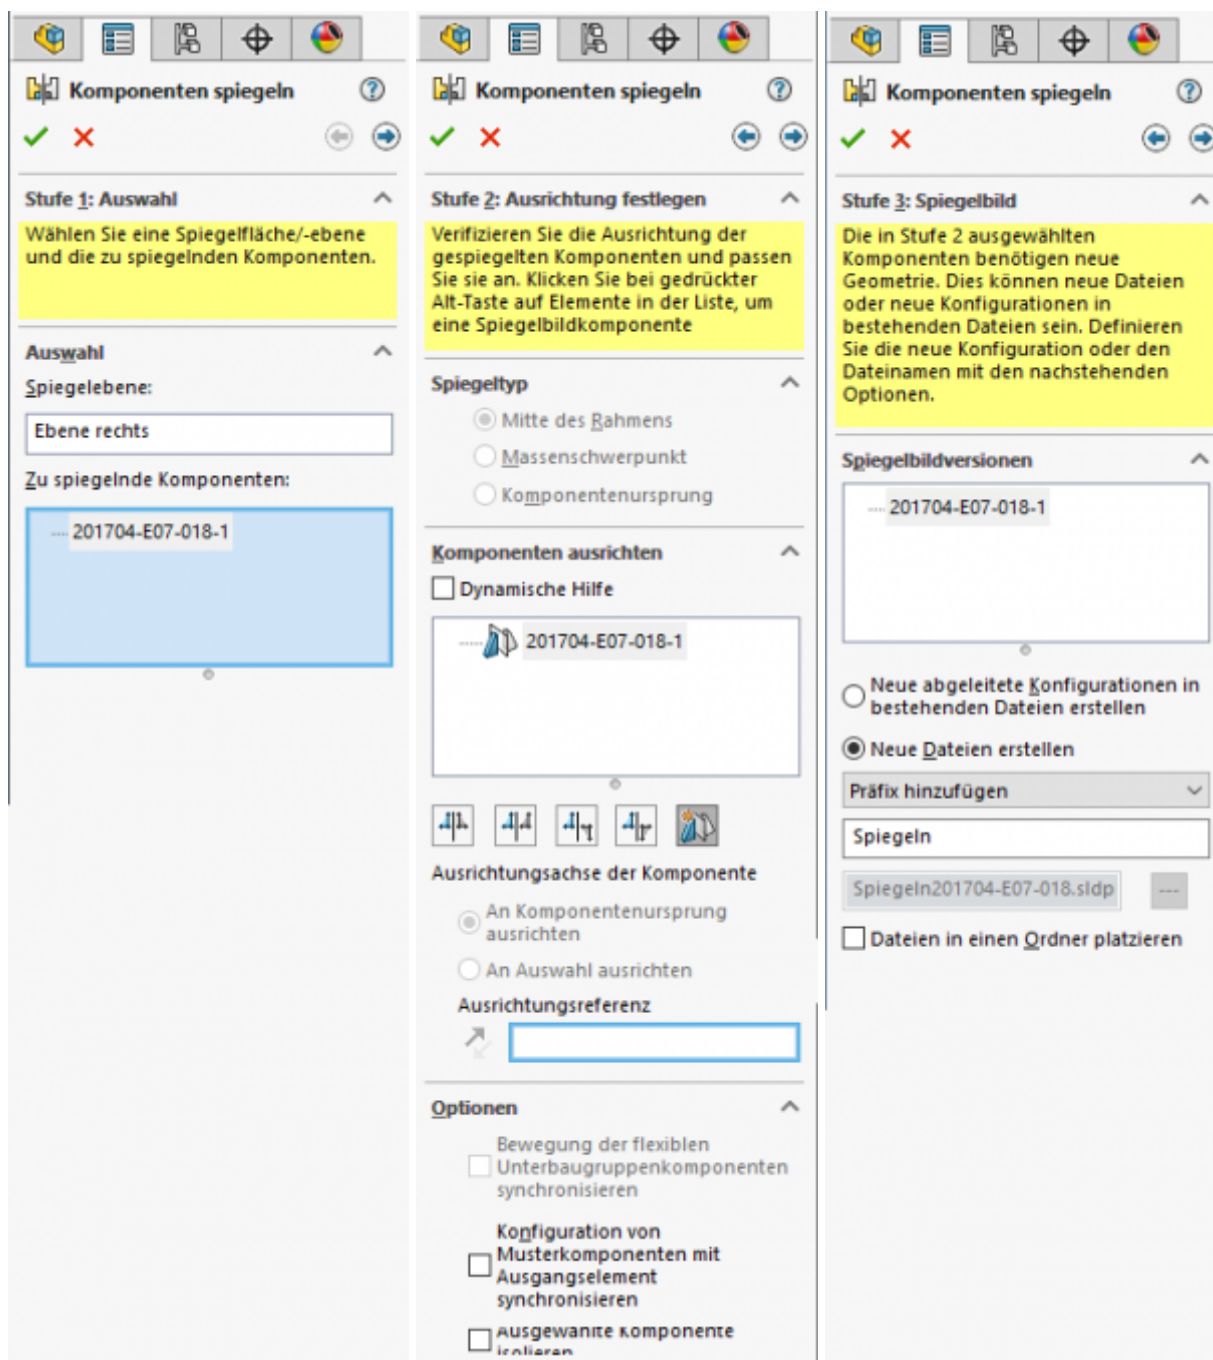 Komponenten spiegeln
Stufe 1: Auswahl
Wählen Sie eine Spiegelfläche/-ebene
und die zu spiegelnden Komponenten.
Auswahl
Spiegelebene:
Ebene rechts
Zu spiegelnde Komponenten:
201704-E07-018-1
Komponenten spiegeln
Stufe 2: Ausrichtung festlegen
Verifizieren Sie die Ausrichtung der
gespiegelten Komponenten und passen
Sie sie an. Klicken Sie bei gedrückter
Alt-Taste auf Elemente in der Liste, um
eine Spiegelbildkomponente
Spiegeltyp
Mitte des Rahmens
Massenschwerpunkt
Komponentenursprung
Komponenten ausrichten
Dynamische Hilfe
201704-E07-018-1
Ausrichtungsachse der Komponente
An Komponentenursprung
ausrichten
An Auswahl ausrichten
Ausrichtungsreferenz
Optionen
Bewegung der flexiblen
Unterbaugruppenkomponenten
synchronisieren
Konfiguration von
Musterkomponenten mit
Ausgangselement
synchronisieren
Ausgewählte Komponente
isolieren
Komponenten spiegeln
Stufe 3: Spiegelbild
Die in Stufe 2 ausgewählten
Komponenten benötigen neue
Geometrie. Dies können neue Dateien
oder neue Konfigurationen in
bestehenden Dateien sein. Definieren
Sie die neue Konfiguration oder den
Dateinamen mit den nachstehenden
Optionen.
Spiegelbildversionen
201704-E07-018-1
Neue abgeleitete Konfigurationen in
bestehenden Dateien erstellen
Neue Dateien erstellen
Präfix hinzufügen
Spiegeln
Spiegeln201704-E07-018.sldp
Dateien in einen Ordner platzieren